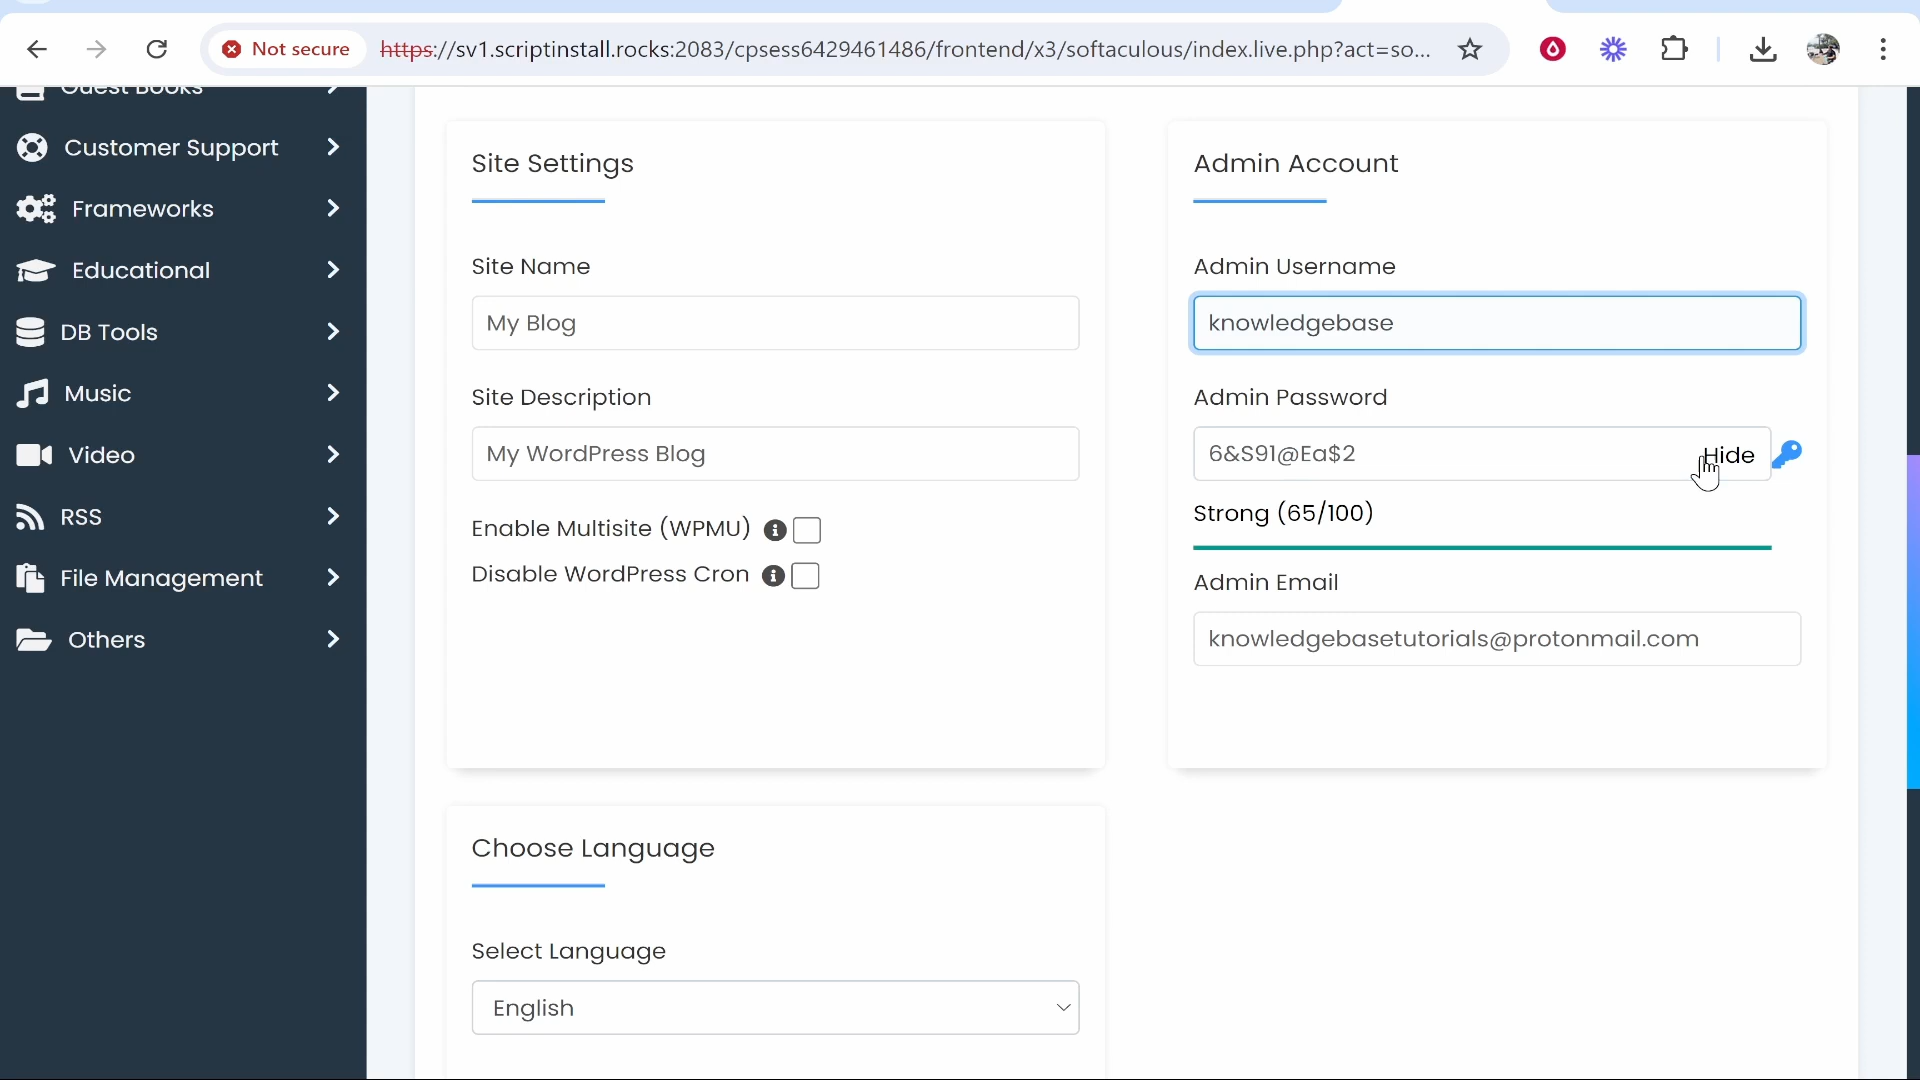 Not secure
https://sv1.scriptinstall.rocks:2083/cpsess6429461486/frontend/x3/softaculous/index.live.php?act=so...
Guest Books
Customer Support
Frameworks
Educational
DB Tools
Music
Video
RSS
File Management
Others
Site Settings
Site Name
My Blog
Site Description
My WordPress Blog
Enable Multisite (WPMU)
Disable WordPress Cron
Admin Account
Admin Username
knowledgebase
Admin Password
6&S91@Ea$2
Hide
Strong (65/100)
Admin Email
knowledgebasetutorials@protonmail.com
Choose Language
Select Language
English